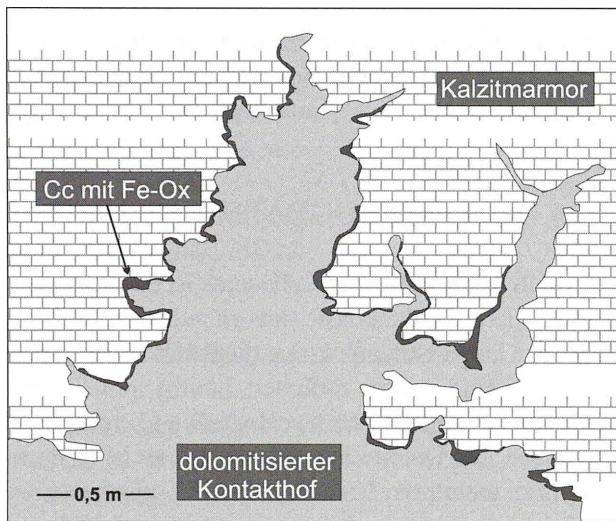 Kalzitmarmor
Cc mit Fe-Ox
dolomitisierter
Kontakthof
0,5 m